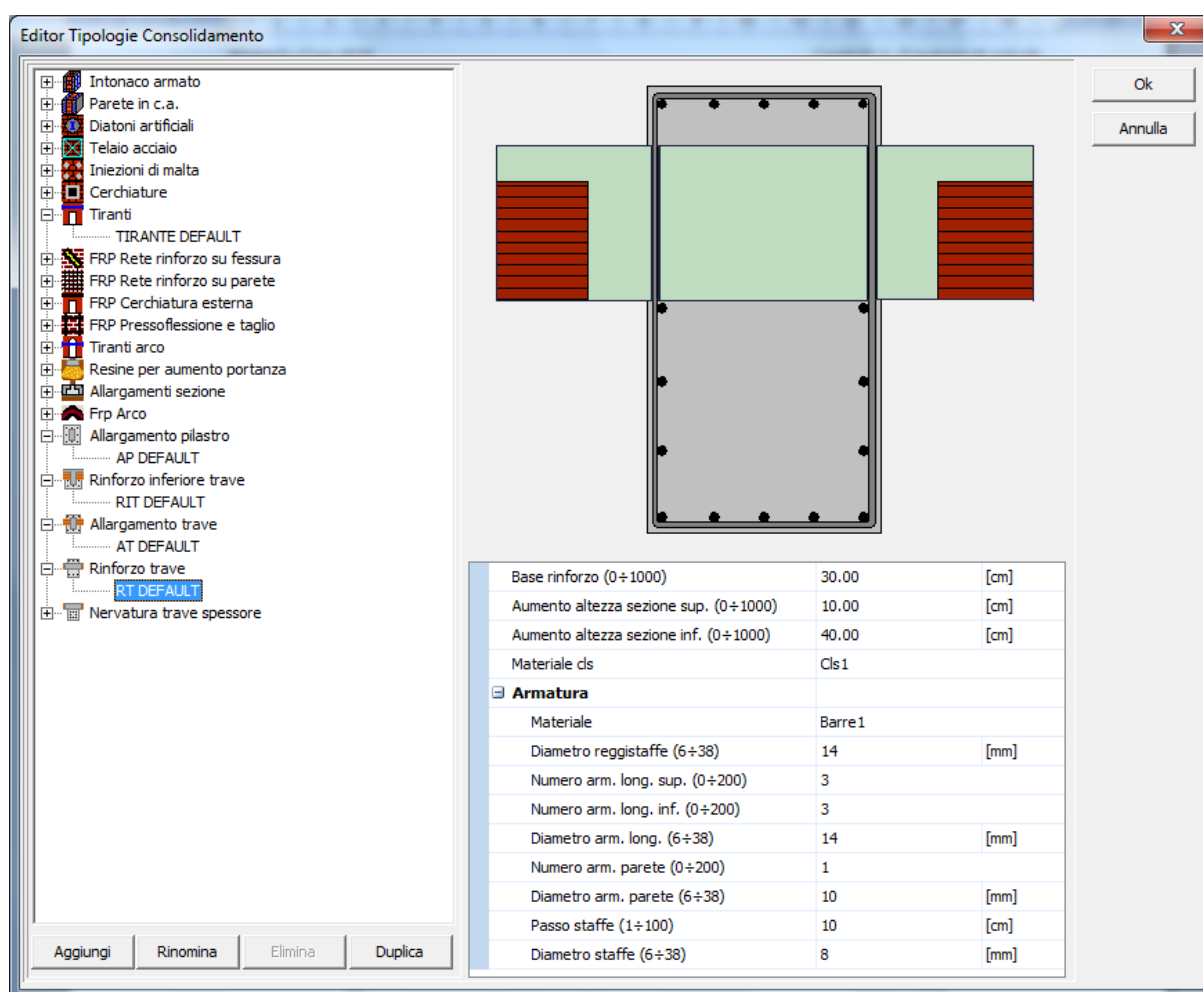 Editor Tipologie Consolidamento
Intonaco armato
Parete in c.a.
Diatoni artificiali
Telaio acciaio
Iniezioni di malta
Cerchiature
Tiranti
TIRANTE DEFAULT
FRP Rete rinforzo su fessura
FRP Rete rinforzo su parete
FRP Cerchiatura esterna
FRP Pressoflessione e taglio
Tiranti arco
Resine per aumento portanza
Allargamenti sezione
Frp Arco
Allargamento pilastro
AP DEFAULT
Rinforzo inferiore trave
RIT DEFAULT
Allargamento trave
AT DEFAULT
Rinforzo trave
RT DEFAULT
Nervatura trave spessore
Aggiungi Rinomina Elimina Duplica
Base rinforzo (0÷1000) 30.00 [cm]
Aumento altezza sezione sup. (0÷1000) 10.00 [cm]
Aumento altezza sezione inf. (0÷1000) 40.00 [cm]
Materiale cls Cls1
Armatura
Materiale Barre1
Diametro reggistaffe (6÷38) 14 [mm]
Numero arm. long. sup. (0÷200) 3
Numero arm. long. inf. (0÷200) 3
Diametro arm. long. (6÷38) 14 [mm]
Numero arm. parete (0÷200) 1
Diametro arm. parete (6÷38) 10 [mm]
Passo staffe (1÷100) 10 [cm]
Diametro staffe (6÷38) 8 [mm]
Ok
Annulla